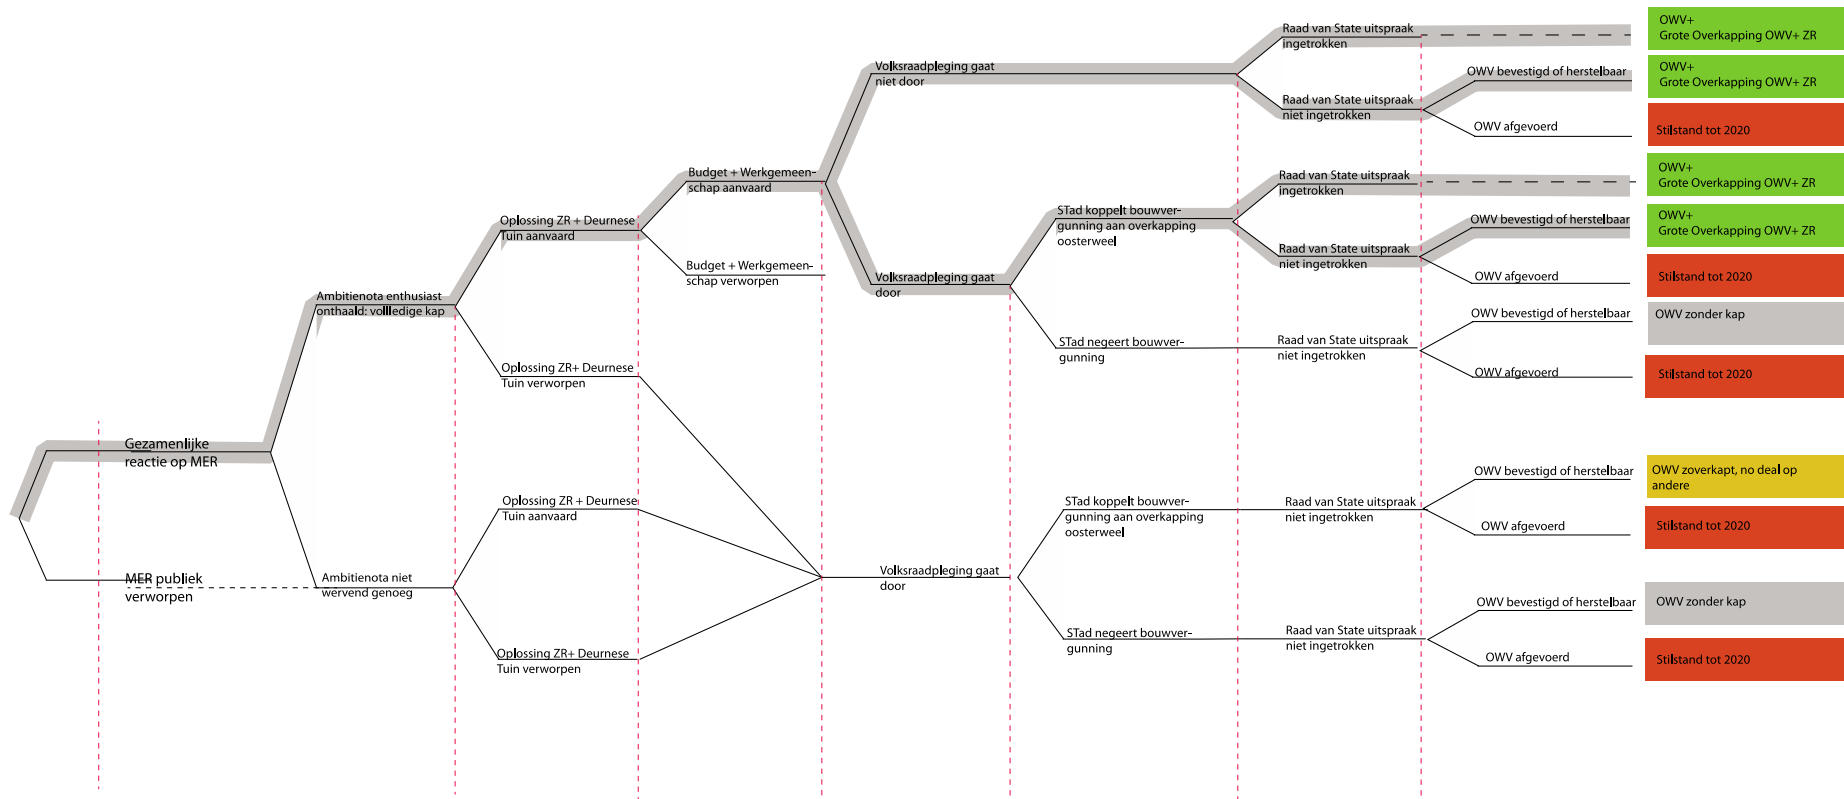 Gezamenlijke
reactie op MER
MER publiek
verworpen
Ambitienota enthusiast
onthaald: vollledige kap
Ambitienota niet
wervend genoeg
Oplossing ZR + Deurnese
Tuin aanvaard
Oplossing ZR+ Deurnese
Tuin verworpen
Oplossing ZR + Deurnese
Tuin aanvaard
Oplossing ZR+ Deurnese
Tuin verworpen
Budget + Werkgemeen-
schap aanvaard
Budget + Werkgemeen-
schap verworpen
Volksraadpleging gaat
niet door
Volksraadpleging gaat
door
Volksraadpleging gaat
door
STad koppelt bouwver-
gunning aan overkapping
oosterweel
STad negeert bouwver-
gunning
STad koppelt bouwver-
gunning aan overkapping
oosterweel
STad negeert bouwver-
gunning
Raad van State uitspraak
ingetrokken
Raad van State uitspraak
niet ingetrokken
Raad van State uitspraak
ingetrokken
Raad van State uitspraak
niet ingetrokken
Raad van State uitspraak
niet ingetrokken
Raad van State uitspraak
niet ingetrokken
Raad van State uitspraak
niet ingetrokken
OWV bevestigd of herstelbaar
OWV afgevoerd
OWV bevestigd of herstelbaar
OWV afgevoerd
OWV bevestigd of herstelbaar
OWV afgevoerd
OWV bevestigd of herstelbaar
OWV afgevoerd
OWV bevestigd of herstelbaar
OWV afgevoerd
OWV+
Grote Overkapping OWV+ ZR
OWV+
Grote Overkapping OWV+ ZR
Stilstand tot 2020
OWV+
Grote Overkapping OWV+ ZR
OWV+
Grote Overkapping OWV+ ZR
Stilstand tot 2020
OWV zonder kap
Stilstand tot 2020
OWV zoverkapt, no deal op
andere
Stilstand tot 2020
OWV zonder kap
Stilstand tot 2020